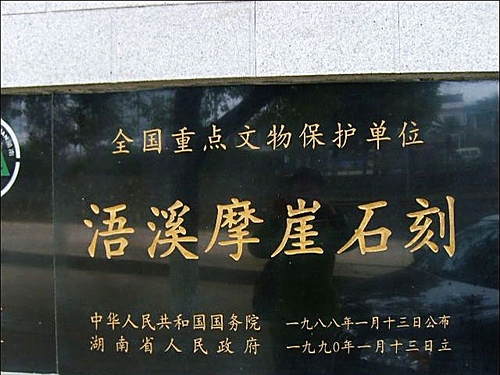 全国重点文物保护单位
浯溪摩崖石刻
中华人民共和国国务院 一九八八年一月十三日公布
湖南省人民政府 一九九0年一月十三日立